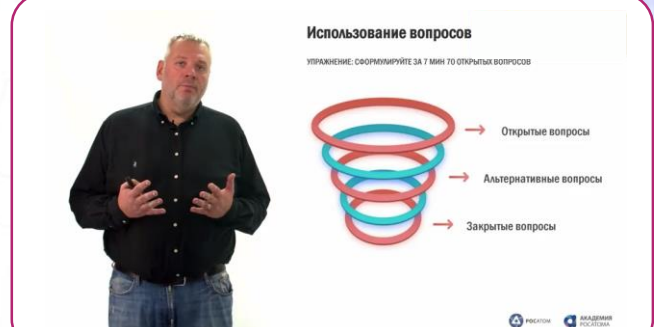 Использование вопросов
УПРАЖНЕНИЕ: СФОРМУЛИРУЙТЕ ЗА 7 МИН 70 ОТКРЫТЫХ ВОПРОСОВ
Открытые вопросы
Альтернативные вопросы
Закрытые вопросы
РОСАТОМ
АКАДЕМИЯ
РОСАТОМА